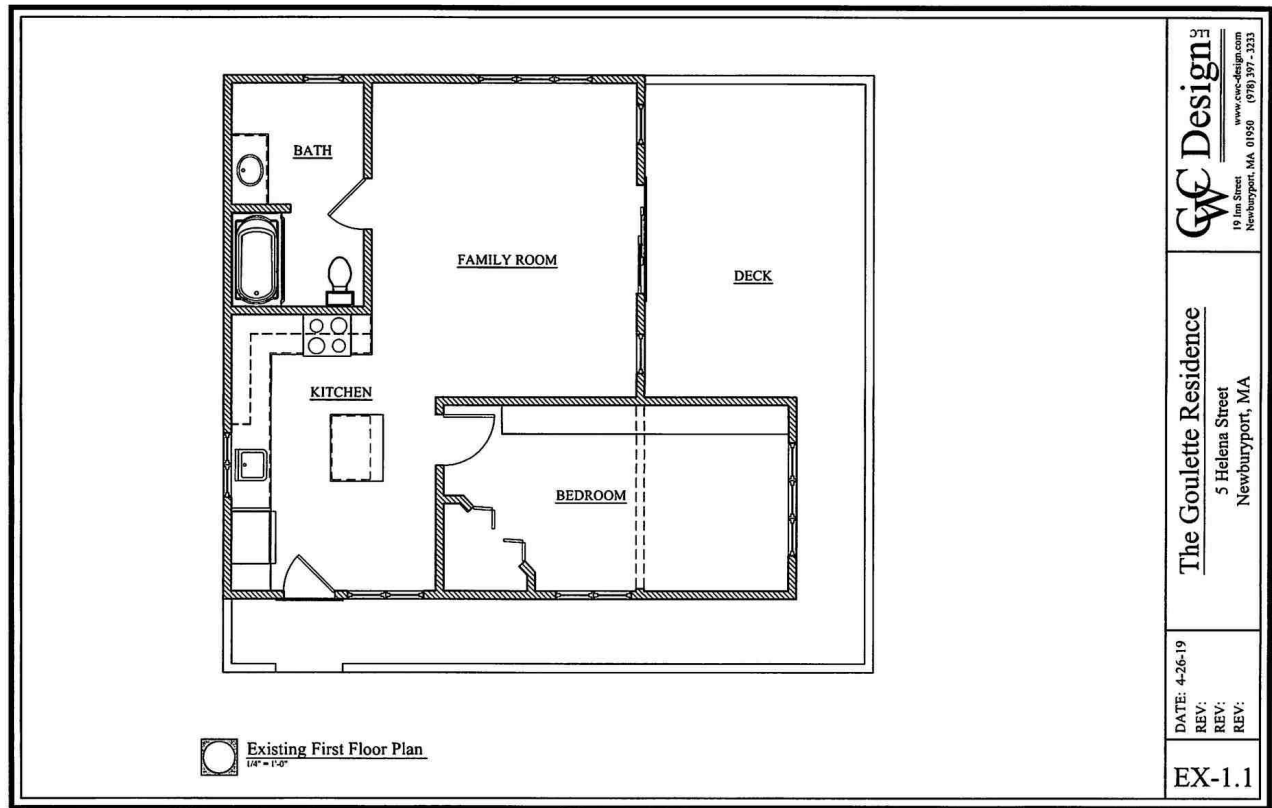 BATH
FAMILY ROOM
DECK
KITCHEN
BEDROOM
Existing First Floor Plan
1/4" = 1'-0"
CWC Design LLC
19 Inn Street www.cwc-design.com
Newburyport, MA 01950 (978) 397 - 3233
The Goulette Residence
5 Helena Street
Newburyport, MA
DATE: 4-26-19
REV:
REV:
REV:
EX-1.1